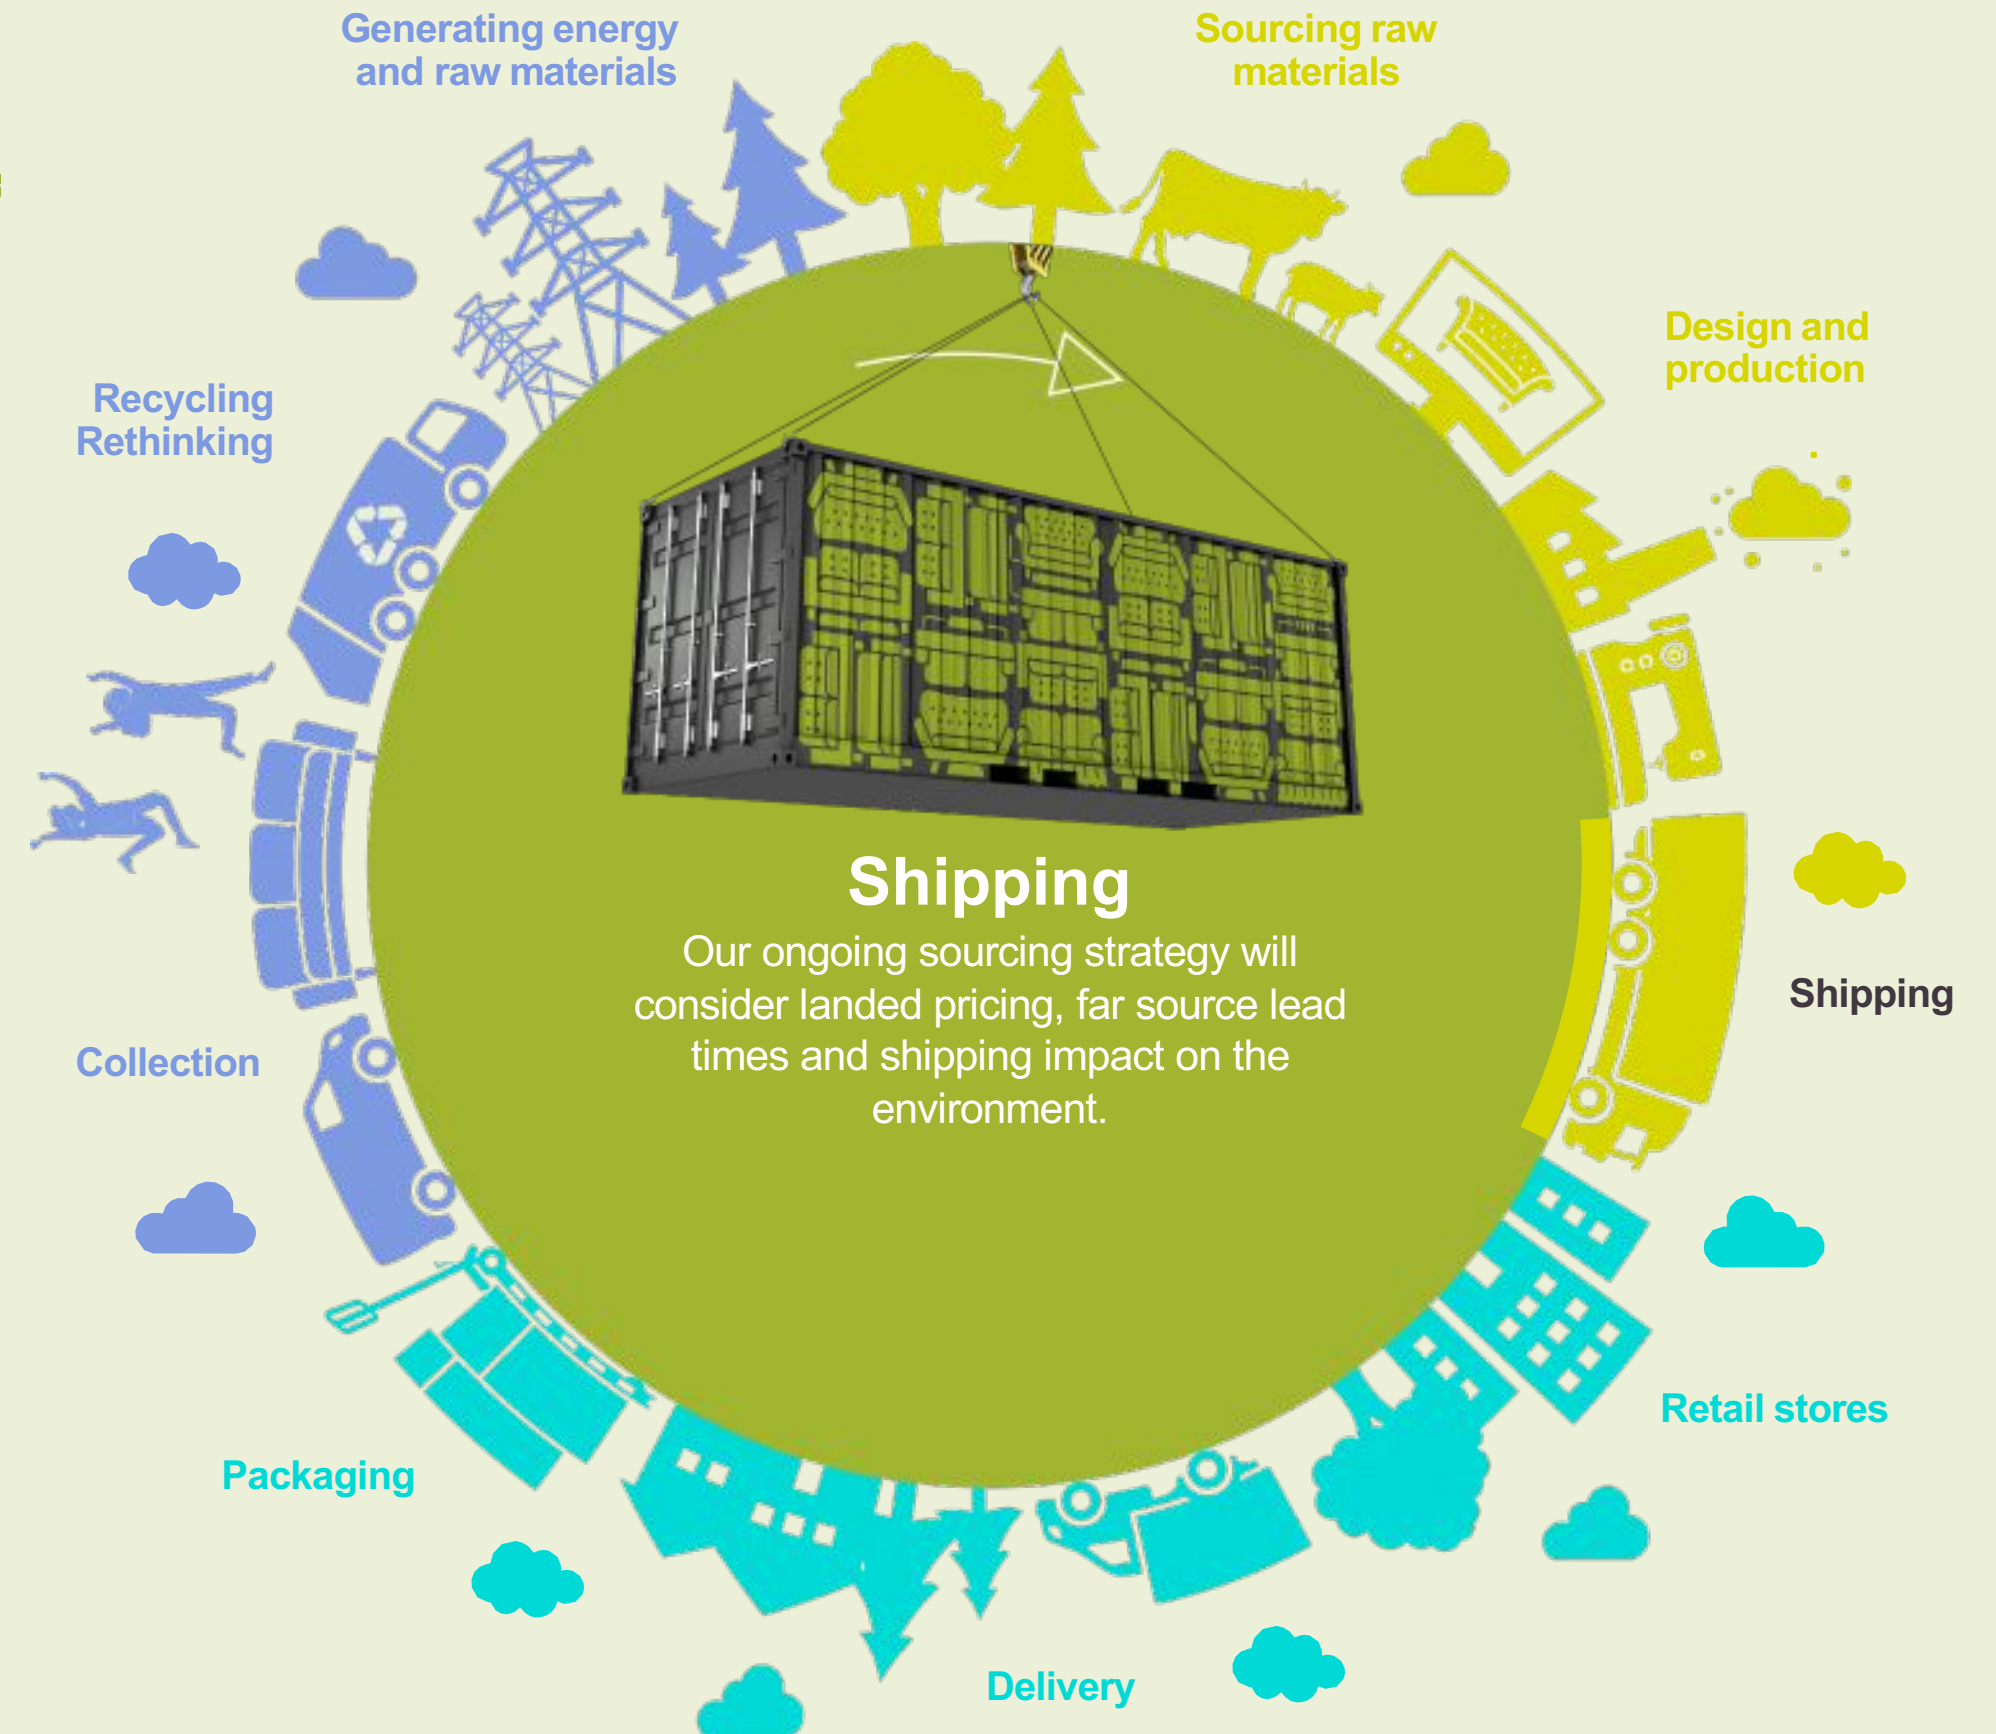 Generating energy
and raw materials
Sourcing raw
materials
Design and
production
Recycling
Rethinking
Shipping
Our ongoing sourcing strategy will
consider landed pricing, far source lead
times and shipping impact on the
environment.
Shipping
Collection
Retail stores
Packaging
Delivery